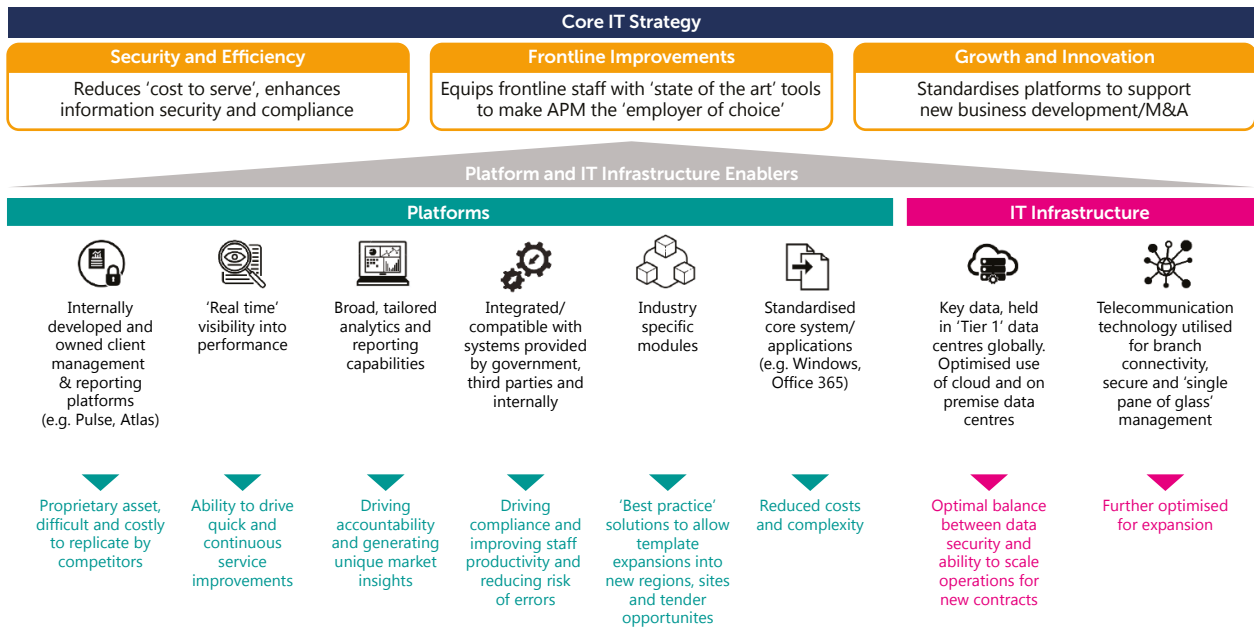 Core IT Strategy
Security and Efficiency
Reduces ‘cost to serve’, enhances
information security and compliance
Frontline Improvements
Equips frontline staff with ‘state of the art’ tools
to make APM the ‘employer of choice’
Growth and Innovation
Standardises platforms to support
new business development/M&A
Platform and IT Infrastructure Enablers
Platforms
IT Infrastructure
Internally
developed and
owned client
management
& reporting
platforms
(e.g. Pulse, Atlas)
‘Real time’
visibility into
performance
Broad, tailored
analytics and
reporting
capabilities
Integrated/
compatible with
systems provided
by government,
third parties and
internally
Industry
specific
modules
Standardised
core system/
applications
(e.g. Windows,
Office 365)
Key data, held
in ‘Tier 1’ data
centres globally.
Optimised use
of cloud and on
premise data
centres
Telecommunication
technology utilised
for branch
connectivity,
secure and ‘single
pane of glass’
management
Proprietary asset,
difficult and costly
to replicate by
competitors
Ability to drive
quick and
continuous
service
improvements
Driving
accountability
and generating
unique market
insights
Driving
compliance and
improving staff
productivity and
reducing risk
of errors
‘Best practice’
solutions to allow
template
expansions into
new regions, sites
and tender
opportunites
Reduced costs
and complexity
Optimal balance
between data
security and
ability to scale
operations for
new contracts
Further optimised
for expansion